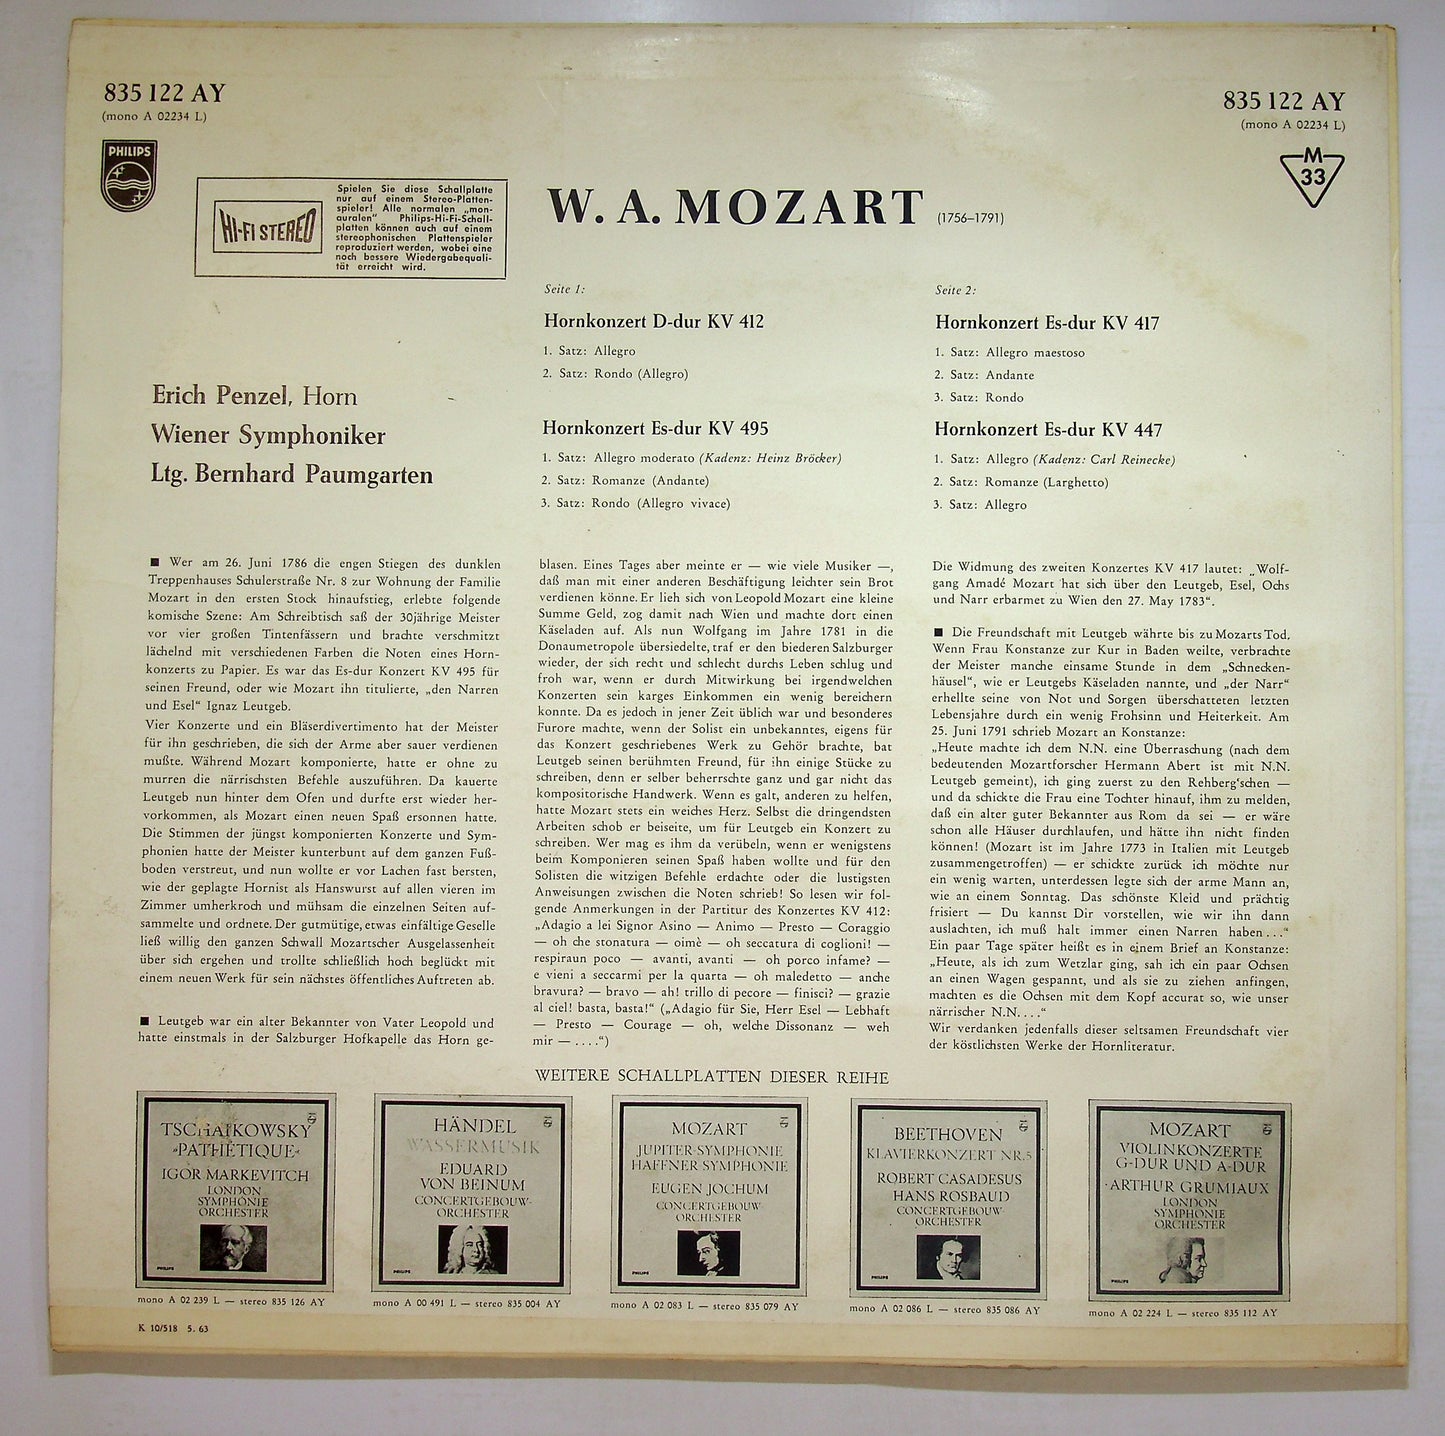 835 122 AY
(mono A 02234 L)
PHILIPS
HI-FI STEREO
Spielen Sie diese Schallplatte
nur auf einem Stereo-Platten-
spieler! Alle normalen „mon-
auralen“ Philips-Hi-Fi-Schall-
platten können auch auf einem
stereophonischen Plattenspieler
reproduziert werden, wobei eine
noch bessere Wiedergabequali-
tät erreicht wird.
835 122 AY
(mono A 02234 L)
M
33
W. A. MOZART (1756–1791)
Erich Penzel, Horn
Wiener Symphoniker
Ltg. Bernhard Paumgarten
Seite 1:
Hornkonzert D-dur KV 412
1. Satz: Allegro
2. Satz: Rondo (Allegro)
Hornkonzert Es-dur KV 495
1. Satz: Allegro moderato (Kadenz: Heinz Bröcker)
2. Satz: Romanze (Andante)
3. Satz: Rondo (Allegro vivace)
Seite 2:
Hornkonzert Es-dur KV 417
1. Satz: Allegro maestoso
2. Satz: Andante
3. Satz: Rondo
Hornkonzert Es-dur KV 447
1. Satz: Allegro (Kadenz: Carl Reinecke)
2. Satz: Romanze (Larghetto)
3. Satz: Allegro
■ Wer am 26. Juni 1786 die engen Stiegen des dunklen
Treppenhauses Schulerstraße Nr. 8 zur Wohnung der Familie
Mozart in den ersten Stock hinaufstieg, erlebte folgende
komische Szene: Am Schreibtisch saß der 30jährige Meister
vor vier großen Tintenfässern und brachte verschmitzt
lächelnd mit verschiedenen Farben die Noten eines Horn-
konzerts zu Papier. Es war das Es-dur Konzert KV 495 für
seinen Freund, oder wie Mozart ihn titulierte, „den Narren
und Esel“ Ignaz Leutgeb.
Vier Konzerte und ein Bläserdivertimento hat der Meister
für ihn geschrieben, die sich der Arme aber sauer verdienen
mußte. Während Mozart komponierte, hatte er ohne zu
murren die närrischsten Befehle auszuführen. Da kauerte
Leutgeb nun hinter dem Ofen und durfte erst wieder her-
vorkommen, als Mozart einen neuen Spaß ersonnen hatte.
Die Stimmen der jüngst komponierten Konzerte und Sym-
phonien hatte der Meister kunterbunt auf dem ganzen Fuß-
boden verstreut, und nun wollte er vor Lachen fast bersten,
wie der geplagte Hornist als Hanswurst auf allen vieren im
Zimmer umherkroch und mühsam die einzelnen Seiten auf-
sammelte und ordnete. Der gutmütige, etwas einfältige Geselle
ließ willig den ganzen Schwall Mozartscher Ausgelassenheit
über sich ergehen und trollte schließlich hoch beglückt mit
einem neuen Werk für sein nächstes öffentliches Auftreten ab.
■ Leutgeb war ein alter Bekannter von Vater Leopold und
hatte einstmals in der Salzburger Hofkapelle das Horn ge-
blasen. Eines Tages aber meinte er — wie viele Musiker —,
daß man mit einer anderen Beschäftigung leichter sein Brot
verdienen könne. Er lieh sich von Leopold Mozart eine kleine
Summe Geld, zog damit nach Wien und machte dort einen
Käseladen auf. Als nun Wolfgang im Jahre 1781 in die
Donaumetropole übersiedelte, traf er den biederen Salzburger
wieder, der sich recht und schlecht durchs Leben schlug und
froh war, wenn er durch Mitwirkung bei irgendwelchen
Konzerten sein karges Einkommen ein wenig bereichern
konnte. Da es jedoch in jener Zeit üblich war und besonderes
Furore machte, wenn der Solist ein unbekanntes, eigens für
das Konzert geschriebenes Werk zu Gehör brachte, bat
Leutgeb seinen berühmten Freund, für ihn einige Stücke zu
schreiben, denn er selber beherrschte ganz und gar nicht das
kompositorische Handwerk. Wenn es galt, anderen zu helfen,
hatte Mozart stets ein weiches Herz. Selbst die dringendsten
Arbeiten schob er beiseite, um für Leutgeb ein Konzert zu
schreiben. Wer mag es ihm da verübeln, wenn er wenigstens
beim Komponieren seinen Spaß haben wollte und für den
Solisten die witzigen Befehle erdachte oder die lustigsten
Anweisungen zwischen die Noten schrieb! So lesen wir fol-
gende Anmerkungen in der Partitur des Konzertes KV 412:
„Adagio a lei Signor Asino — Animo — Presto — Coraggio
— oh che stonatura — oimè — oh seccatura di coglioni! —
respiraun poco — avanti, avanti — oh porco infame? —
e vieni a seccarmi per la quarta — oh maledetto — anche
bravura? — bravo — ah! trillo di pecore — finisci? — grazie
al ciel! basta, basta!“ („Adagio für Sie, Herr Esel — Lebhaft
— Presto — Courage — oh, welche Dissonanz — weh
mir — ....“)
Die Widmung des zweiten Konzertes KV 417 lautet: „Wolf-
gang Amadé Mozart hat sich über den Leutgeb, Esel, Ochs
und Narr erbarmet zu Wien den 27. May 1783“.
■ Die Freundschaft mit Leutgeb währte bis zu Mozarts Tod.
Wenn Frau Konstanze zur Kur in Baden weilte, verbrachte
der Meister manche einsame Stunde in dem „Schnecken-
häusel“, wie er Leutgebs Käseladen nannte, und „der Narr“
erhellte seine von Not und Sorgen überschatteten letzten
Lebensjahre durch ein wenig Frohsinn und Heiterkeit. Am
25. Juni 1791 schrieb Mozart an Konstanze:
„Heute machte ich dem N.N. eine Überraschung (nach dem
bedeutenden Mozartforscher Hermann Abert ist mit N.N.
Leutgeb gemeint), ich ging zuerst zu den Rehberg'schen —
und da schickte die Frau eine Tochter hinauf, ihm zu melden,
daß ein alter guter Bekannter aus Rom da sei — er wäre
schon alle Häuser durchlaufen, und hätte ihn nicht finden
können! (Mozart ist im Jahre 1773 in Italien mit Leutgeb
zusammengetroffen) — er schickte zurück ich möchte nur
ein wenig warten, unterdessen legte sich der arme Mann an,
wie an einem Sonntag. Das schönste Kleid und prächtig
frisiert — Du kannst Dir vorstellen, wie wir ihn dann
auslachten, ich muß halt immer einen Narren haben...“
Ein paar Tage später heißt es in einem Brief an Konstanze:
„Heute, als ich zum Wetzlar ging, sah ich ein paar Ochsen
an einen Wagen gespannt, und als sie zu ziehen anfingen,
machten es die Ochsen mit dem Kopf accurat so, wie unser
närrischer N.N....“
Wir verdanken jedenfalls dieser seltsamen Freundschaft vier
der köstlichsten Werke der Hornliteratur.
WEITERE SCHALLPLATTEN DIESER REIHE
TSCHAIKOWSKY
»PATHÉTIQUE«
IGOR MARKEVITCH
LONDON
SYMPHONIE
ORCHESTER
mono A 02 239 L — stereo 835 126 AY
HÄNDEL
WASSERMUSIK
EDUARD
VON BEINUM
CONCERTGEBOUW-
ORCHESTER
PHILIPS
mono A 00 491 L — stereo 835 004 AY
MOZART
JUPITER-SYMPHONIE
HAFFNER SYMPHONIE
EUGEN JOCHUM
CONCERTGEBOUW-
ORCHESTER
PHILIPS
mono A 02 083 L — stereo 835 079 AY
BEETHOVEN
KLAVIERKONZERT NR.5
ROBERT CASADESUS
HANS ROSBAUD
CONCERTGEBOUW-
ORCHESTER
PHILIPS
mono A 02 086 L — stereo 835 086 AY
MOZART
VIOLINKONZERTE
G-DUR UND A-DUR
ARTHUR GRUMIAUX
LONDON
SYMPHONIE
ORCHESTER
PHILIPS
mono A 02 224 L — stereo 835 112 AY
K 10/518 5. 63